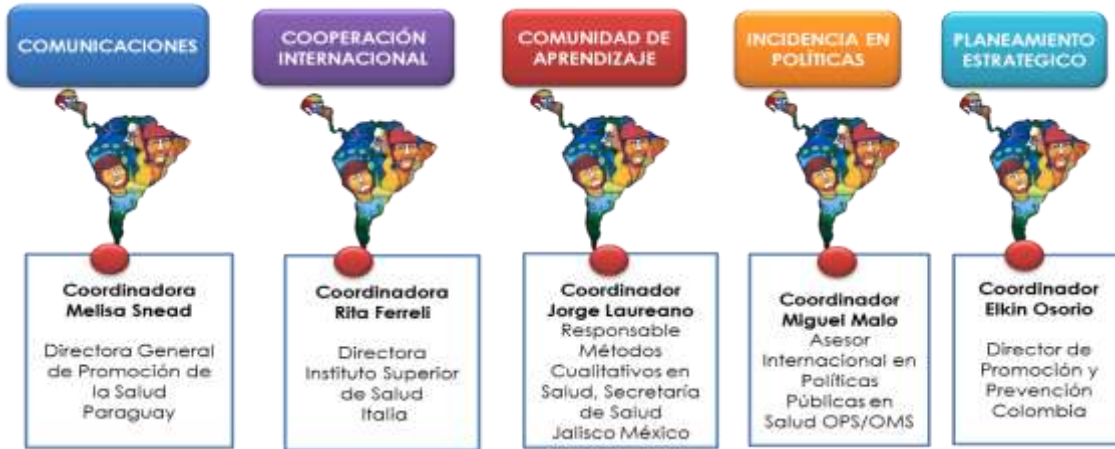 COMUNICACIONES
COOPERACIÓN
INTERNACIONAL
COMUNIDAD DE
APRENDIZAJE
INCIDENCIA EN
POLÍTICAS
PLANEAMIENTO
ESTRATEGICO
Coordinadora
Melisa Snead
Directora General
de Promoción de
la Salud
Paraguay
Coordinadora
Rita Ferreli
Directora
Instituto Superior
de Salud
Italia
Coordinador
Jorge Laureano
Responsable
Métodos
Cualitativos en
Salud, Secretaría
de Salud
Jalisco México
Coordinador
Miguel Malo
Asesor
Internacional en
Políticas
Públicas en
Salud OPS/OMS
Coordinador
Elkin Osorio
Director de
Promoción y
Prevención
Colombia